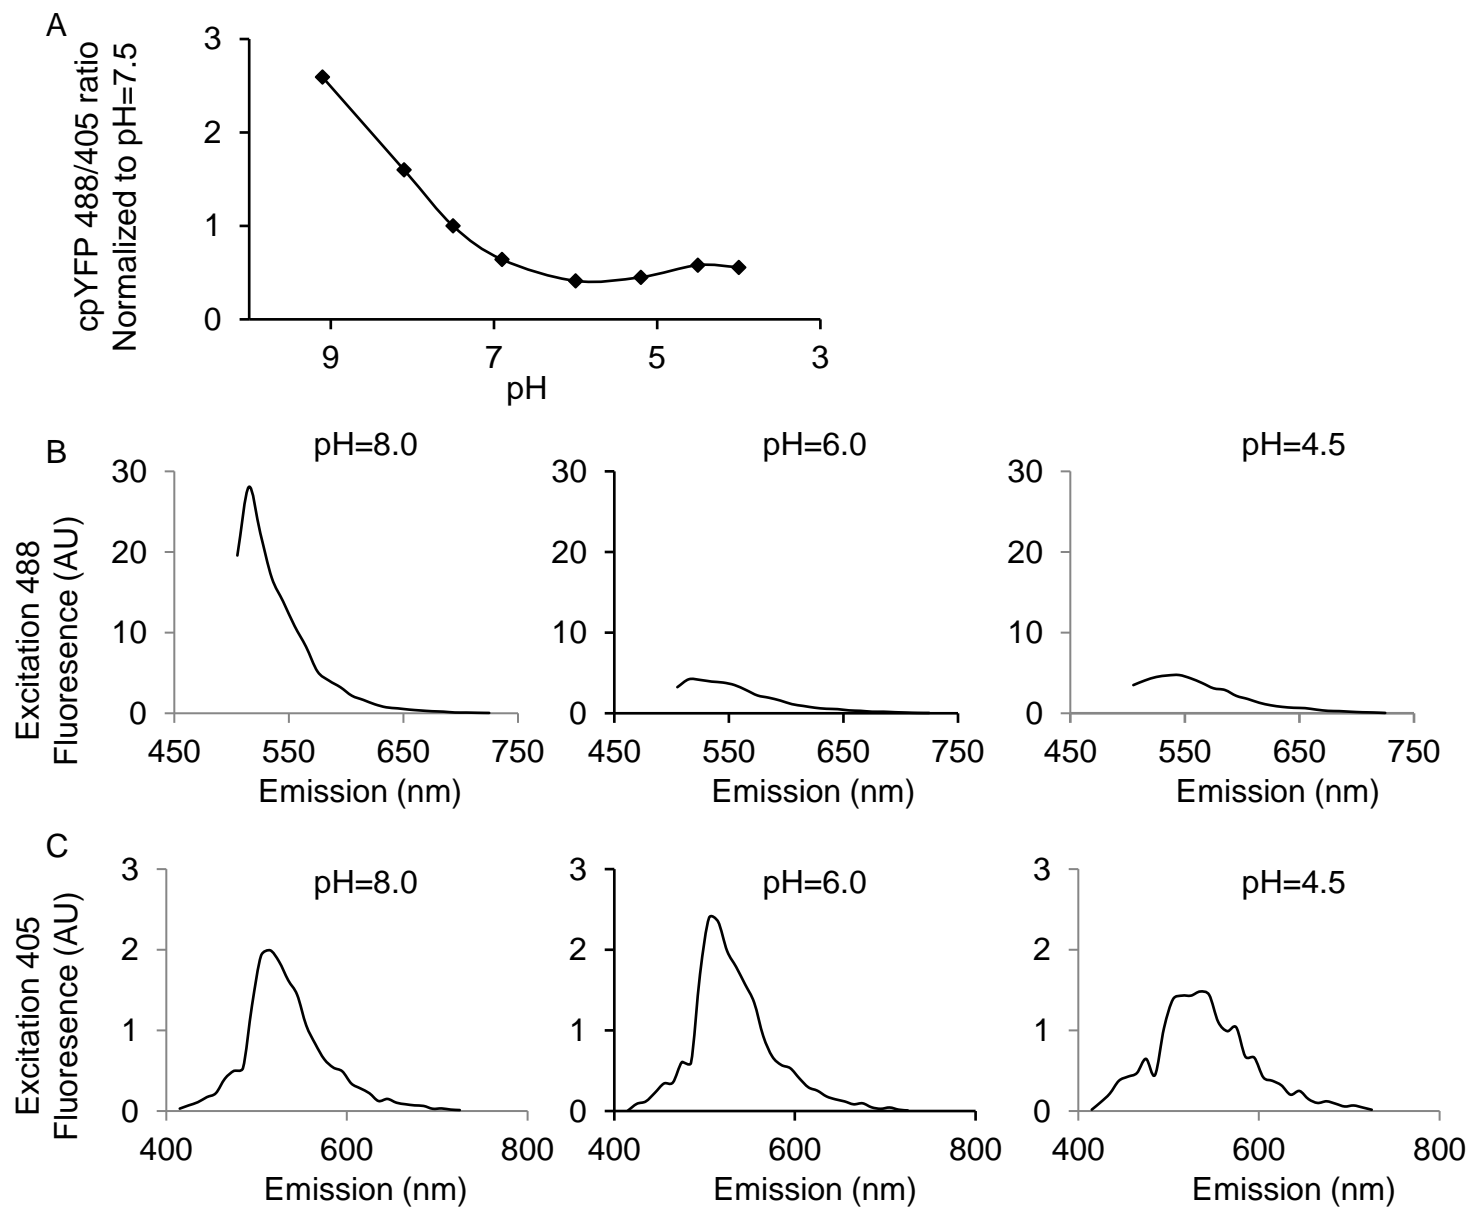 A
cpYFP 488/405 ratio
Normalized to pH=7.5
3
2
1
0
9 7 5 3
pH
B
pH=8.0 pH=6.0 pH=4.5
Excitation 488
Fluoresence (AU)
30 30 30
20 20 20
10 10 10
0 0 0
450 550 650 750 450 550 650 750 450 550 650 750
Emission (nm) Emission (nm) Emission (nm)
C
pH=8.0 pH=6.0 pH=4.5
Excitation 405
Fluoresence (AU)
3 3 3
2 2 2
1 1 1
0 0 0
400 600 800 400 600 800 400 600 800
Emission (nm) Emission (nm) Emission (nm)